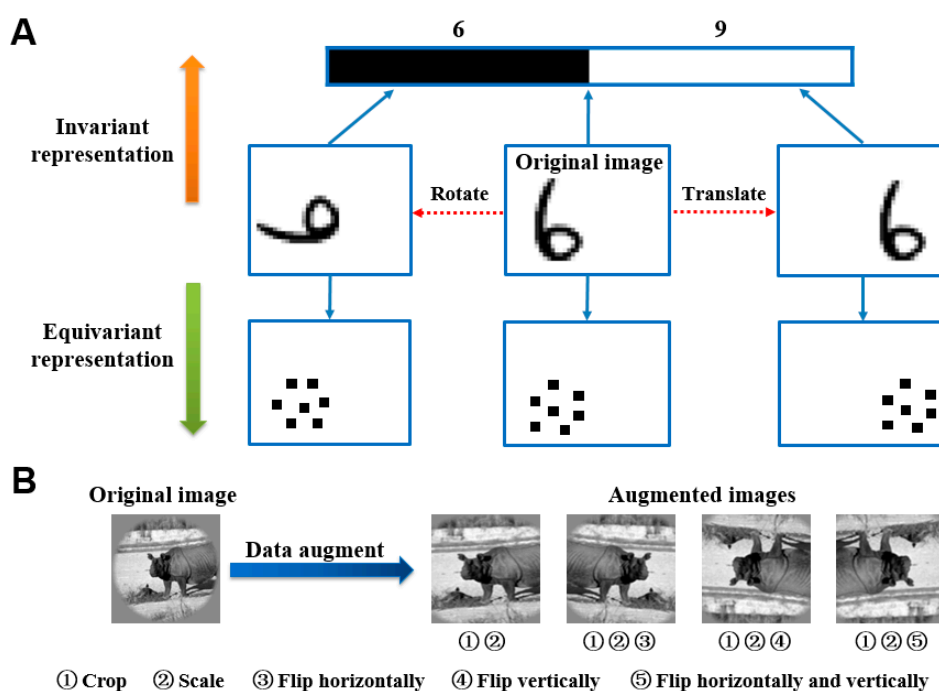 A
6 9
Invariant
representation
Original image
Rotate
Translate
Equivariant
representation
B
Original image
Augmented images
Data augment
①② ①②③ ①②④ ①②⑤
① Crop ② Scale ③ Flip horizontally ④ Flip vertically ⑤ Flip horizontally and vertically